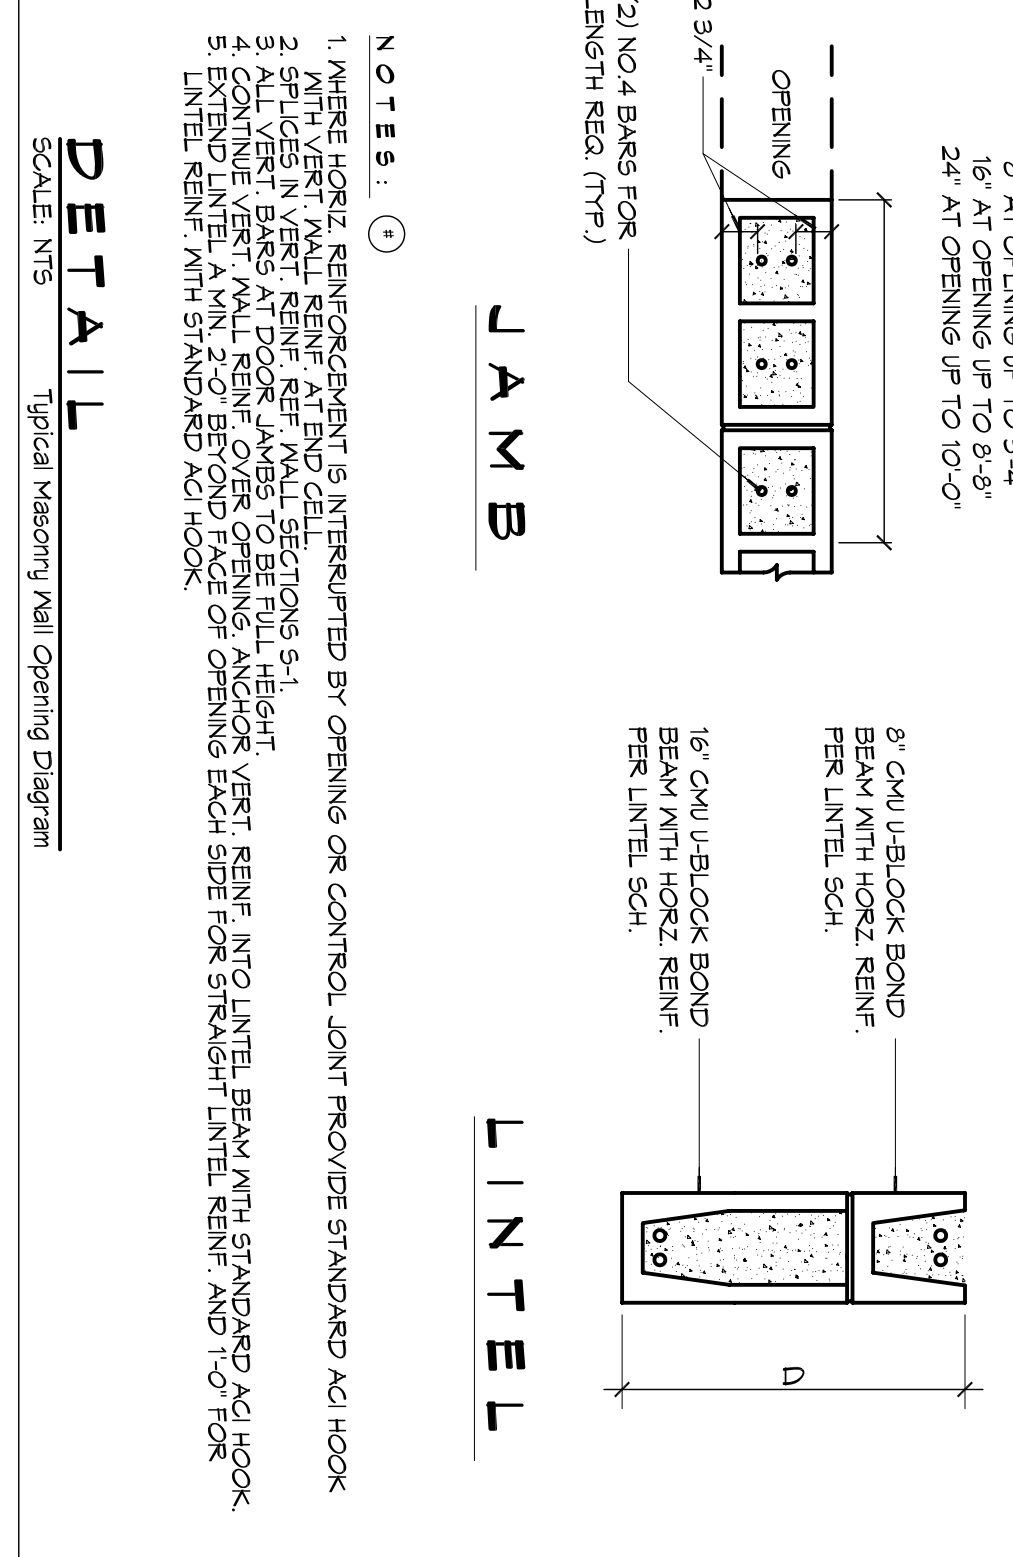 16" AT OPENING UP TO 8'-8"
24" AT OPENING UP TO 10'-0"
OPENING
2 3/4"
(2) NO.4 BARS FOR
LENGTH REQ. (TYP.)
JAMB
8" CMU U-BLOCK BOND
BEAM WITH HORZ. REINF.
PER LINTEL SCH.
16" CMU U-BLOCK BOND
BEAM WITH HORZ. REINF.
PER LINTEL SCH.
D
LINTEL
NOTES: #
1. WHERE HORIZ. REINFORCEMENT IS INTERRUPTED BY OPENING OR CONTROL JOINT PROVIDE STANDARD ACI HOOK
WITH VERT. WALL REINF. AT END CELL.
2. SPLICES IN VERT. REINF. REF. WALL SECTIONS S-1.
3. ALL VERT. BARS AT DOOR JAMBS TO BE FULL HEIGHT.
4. CONTINUE VERT. WALL REINF. OVER OPENING. ANCHOR VERT. REINF. INTO LINTEL BEAM WITH STANDARD ACI HOOK.
5. EXTEND LINTEL A MIN. 2'-0" BEYOND FACE OF OPENING EACH SIDE FOR STRAIGHT LINTEL REINF. AND 1'-0" FOR
LINTEL REINF. WITH STANDARD ACI HOOK.
DETAIL
SCALE: NTS Typical Masonry Wall Opening Diagram